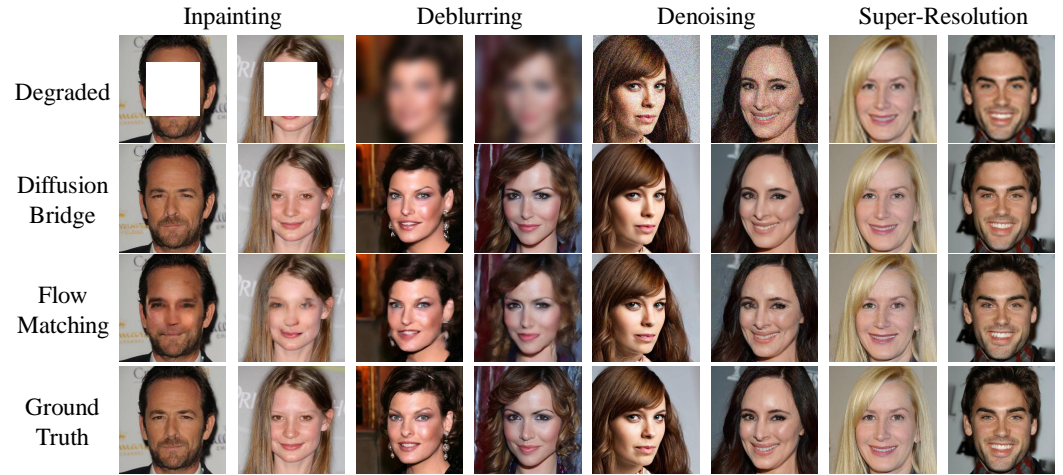 Inpainting Deblurring Denoising Super-Resolution
Degraded
Diffusion
Bridge
Flow
Matching
Ground
Truth